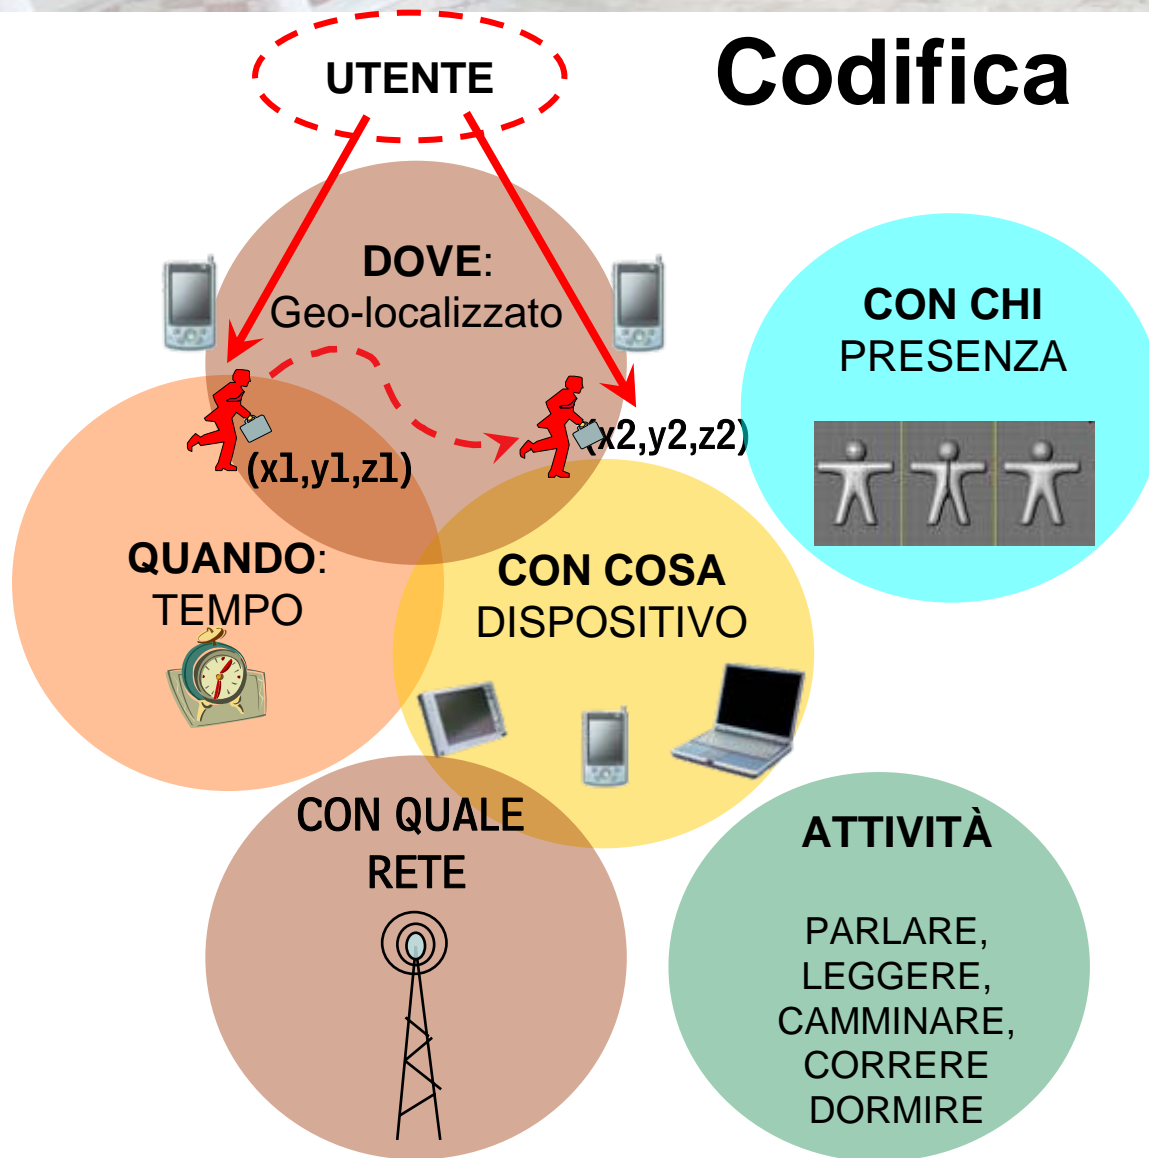 UTENTE
Codifica
DOVE:
Geo-localizzato
CON CHI
PRESENZA
(x1,y1,z1)
(x2,y2,z2)
QUANDO:
TEMPO
CON COSA
DISPOSITIVO
CON QUALE
RETE
ATTIVITÀ
PARLARE,
LEGGERE,
CAMMINARE,
CORRERE
DORMIRE